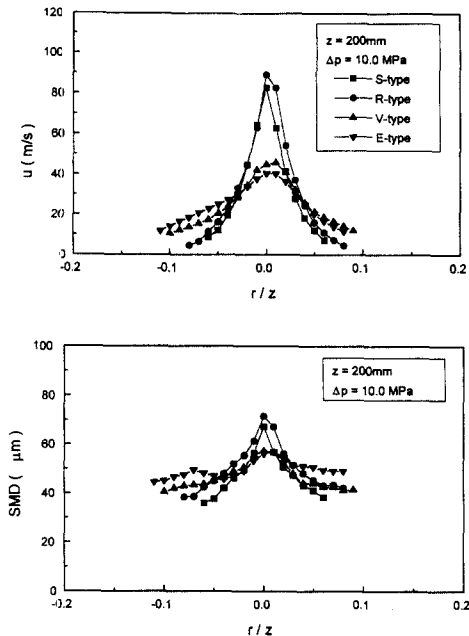 120
100
80
60
40
20
0
u ( m/s )
z = 200mm
Δp = 10.0 MPa
S-type
R-type
V-type
E-type
-0.2 -0.1 0.0 0.1 0.2
r / z
100
80
60
40
20
0
SMD ( μm )
z = 200mm
Δp = 10.0 MPa
-0.2 -0.1 0.0 0.1 0.2
r / z